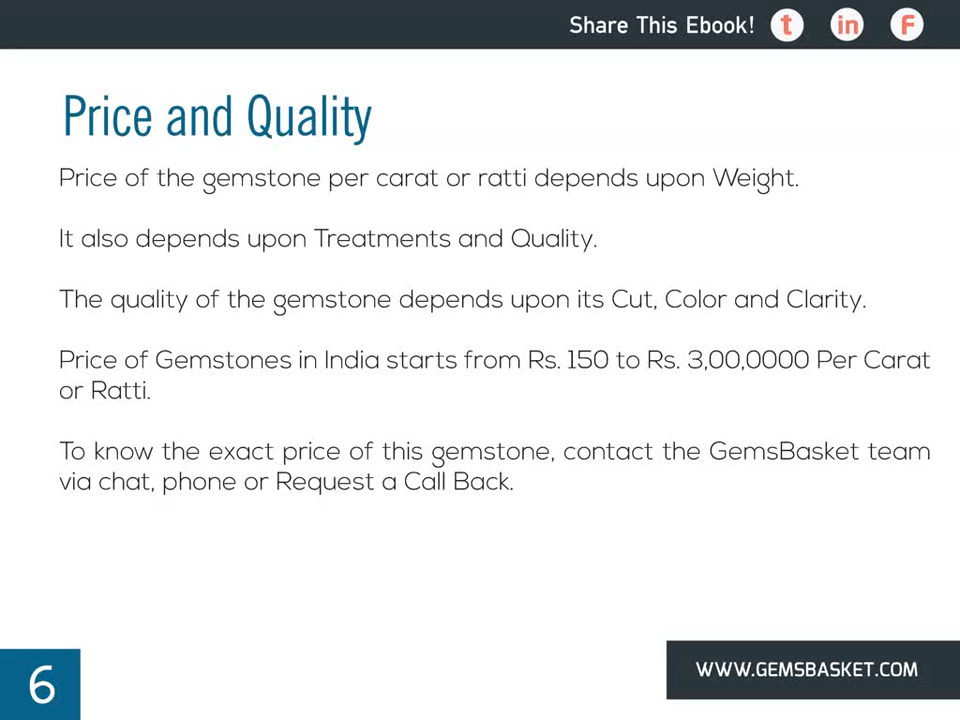 Share This Ebook! t in F
Price and Quality
Price of the gemstone per carat or ratti depends upon Weight.
It also depends upon Treatments and Quality.
The quality of the gemstone depends upon its Cut, Color and Clarity.
Price of Gemstones in India starts from Rs. 150 to Rs. 3,00,0000 Per Carat
or Ratti.
To know the exact price of this gemstone, contact the GemsBasket team
via chat, phone or Request a Call Back.
6
WWW.GEMSBASKET.COM